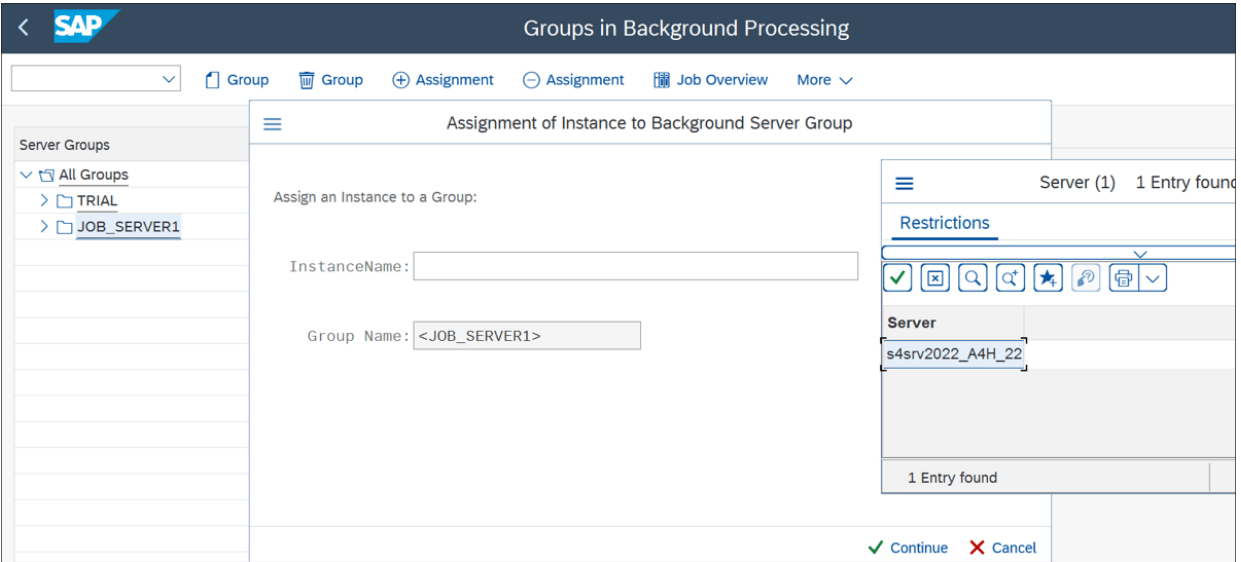 SAP Groups in Background Processing
Group Group Assignment Assignment Job Overview More
Assignment of Instance to Background Server Group
Server Groups
All Groups
TRIAL
JOB_SERVER1
Assign an Instance to a Group:
InstanceName:
Group Name: <JOB_SERVER1>
Server (1) 1 Entry found
Restrictions
Server
s4srv2022_A4H_22
1 Entry found
Continue Cancel